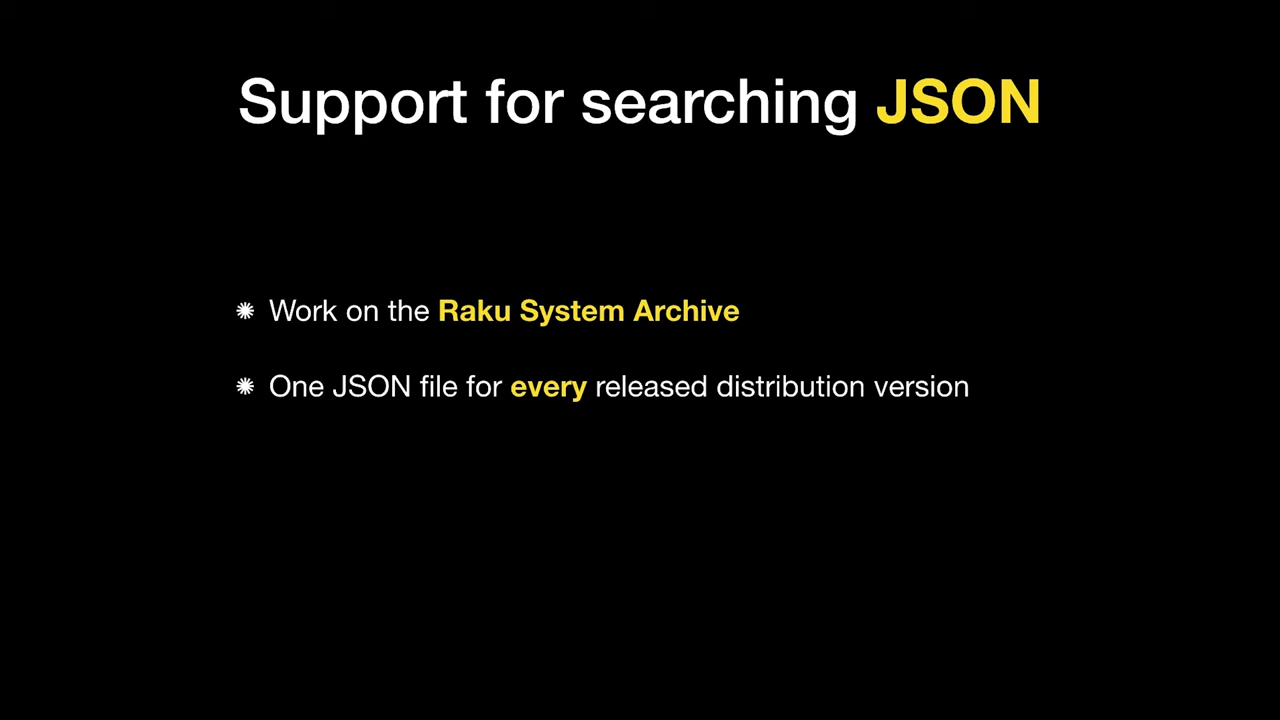 Support for searching JSON
✺ Work on the Raku System Archive
✺ One JSON file for every released distribution version